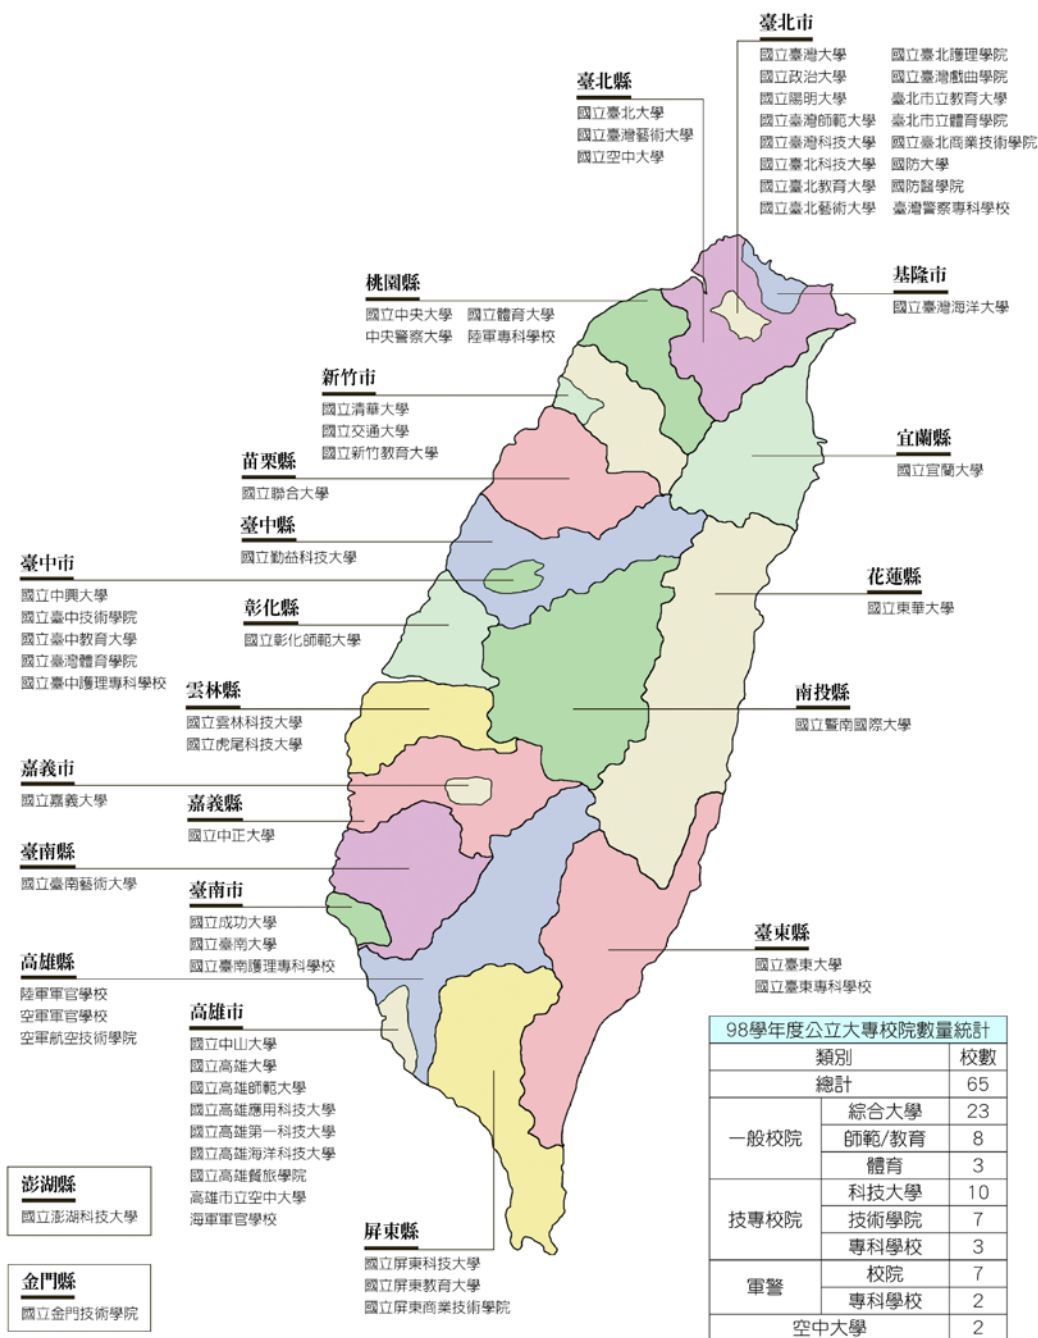 臺北市
國立臺灣大學 國立臺北護理學院
國立政治大學 國立臺灣戲曲學院
國立陽明大學 臺北市立教育大學
國立臺灣師範大學 臺北市立體育學院
國立臺灣科技大學 國立臺北商業技術學院
國立臺北科技大學 國防大學
國立臺北教育大學 國防醫學院
國立臺北藝術大學 臺灣警察專科學校
臺北縣
國立臺北大學
國立臺灣藝術大學
國立空中大學
基隆市
國立臺灣海洋大學
桃園縣
國立中央大學 國立體育大學
中央警察大學 陸軍專科學校
新竹市
國立清華大學
國立交通大學
國立新竹教育大學
宜蘭縣
國立宜蘭大學
苗栗縣
國立聯合大學
臺中縣
國立勤益科技大學
臺中市
國立中興大學
國立臺中技術學院
國立臺中教育大學
國立臺灣體育學院
國立臺中護理專科學校
花蓮縣
國立東華大學
彰化縣
國立彰化師範大學
南投縣
國立暨南國際大學
雲林縣
國立雲林科技大學
國立虎尾科技大學
嘉義市
國立嘉義大學
嘉義縣
國立中正大學
臺南縣
國立臺南藝術大學
臺南市
國立成功大學
國立臺南大學
國立臺南護理專科學校
臺東縣
國立臺東大學
國立臺東專科學校
高雄縣
陸軍軍官學校
空軍軍官學校
空軍航空技術學院
高雄市
國立中山大學
國立高雄大學
國立高雄師範大學
國立高雄應用科技大學
國立高雄第一科技大學
國立高雄海洋科技大學
國立高雄餐旅學院
高雄市立空中大學
海軍軍官學校
澎湖縣
國立澎湖科技大學
金門縣
國立金門技術學院
屏東縣
國立屏東科技大學
國立屏東教育大學
國立屏東商業技術學院
98學年度公立大專校院數量統計
類別 校數
總計 65
一般校院 綜合大學 23
師範/教育 8
體育 3
技專校院 科技大學 10
技術學院 7
專科學校 3
軍警 校院 7
專科學校 2
空中大學 2